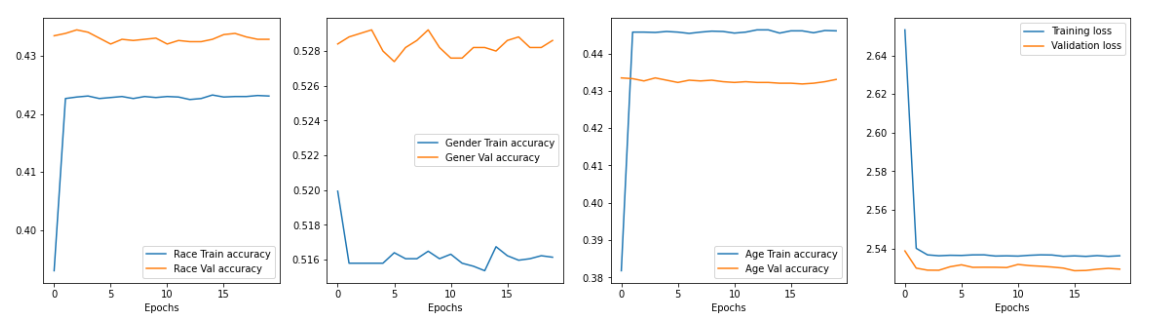 0.43
0.42
0.41
0.40
0 5 10 15
Epochs
Race Train accuracy
Race Val accuracy
0.528
0.526
0.524
0.522
0.520
0.518
0.516
0 5 10 15
Epochs
Gender Train accuracy
Gener Val accuracy
0.44
0.43
0.42
0.41
0.40
0.39
0.38
0 5 10 15
Epochs
Age Train accuracy
Age Val accuracy
2.64
2.62
2.60
2.58
2.56
2.54
0 5 10 15
Epochs
Training loss
Validation loss